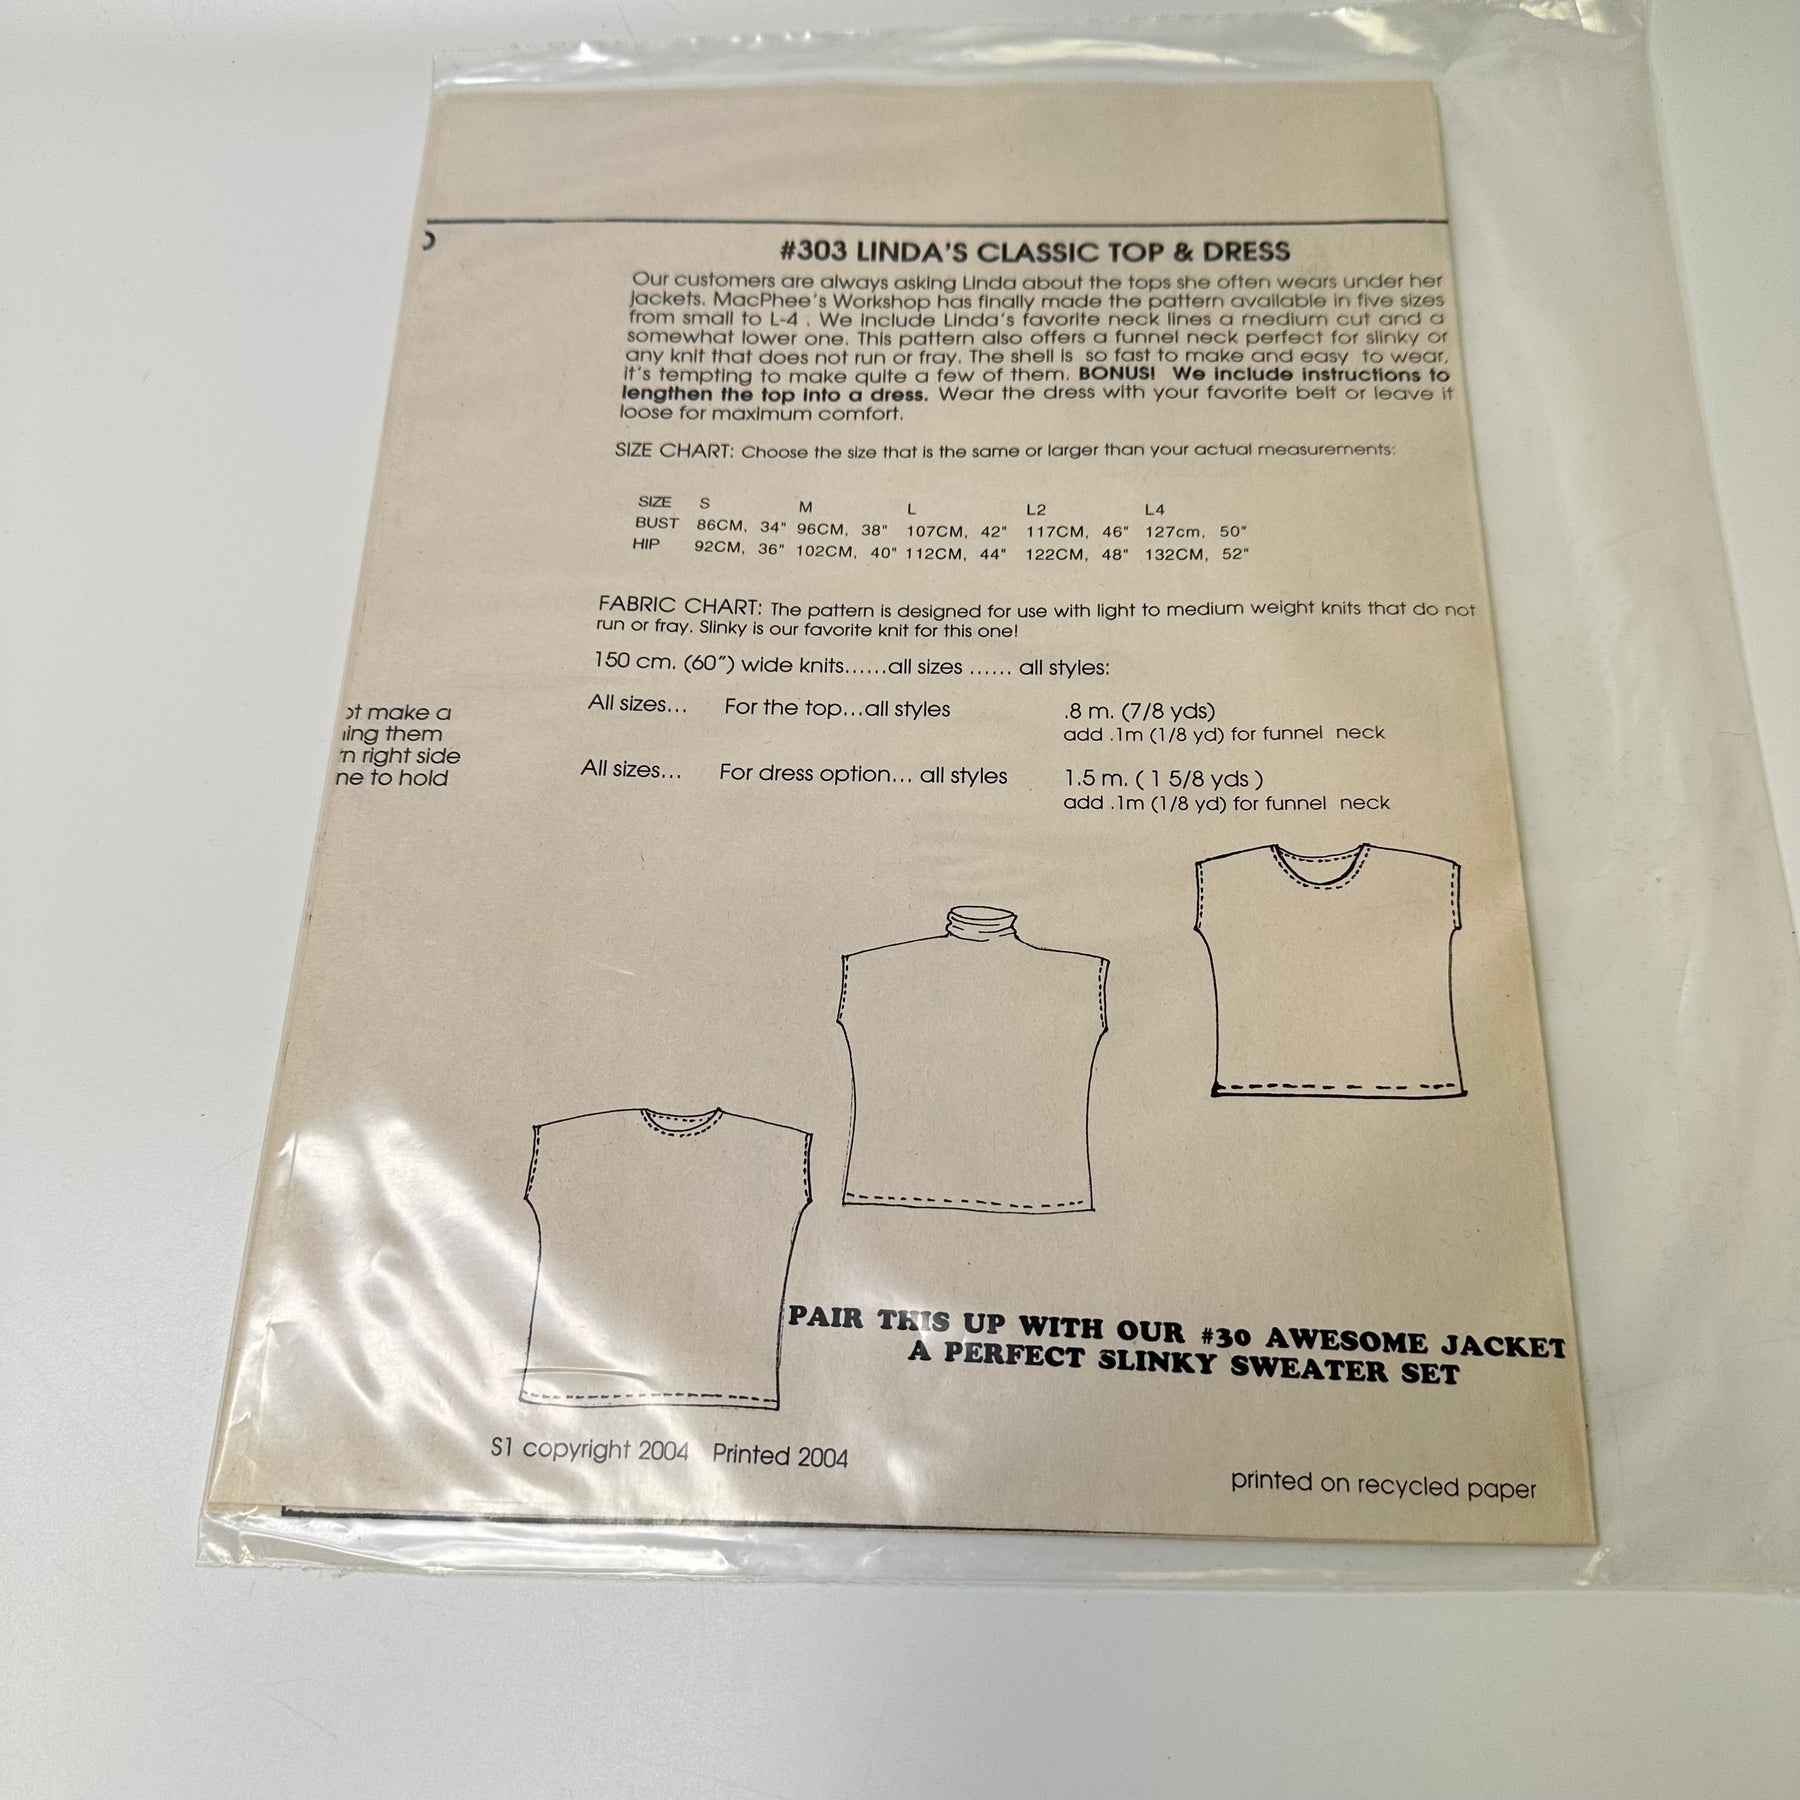 #303 LINDA'S CLASSIC TOP & DRESS
Our customers are always asking Linda about the tops she often wears under her
jackets. MacPhee's Workshop has finally made the pattern available in five sizes
from small to L-4 . We include Linda's favorite neck lines a medium cut and a
somewhat lower one. This pattern also offers a funnel neck perfect for slinky or
any knit that does not run or fray. The shell is so fast to make and easy to wear,
it's tempting to make quite a few of them. BONUS! We include instructions to
lengthen the top into a dress. Wear the dress with your favorite belt or leave it
loose for maximum comfort.
SIZE CHART: Choose the size that is the same or larger than your actual measurements:
SIZE S M L L2 L4
BUST 86CM, 34" 96CM, 38" 107CM, 42" 117CM, 46" 127cm, 50"
HIP 92CM, 36" 102CM, 40" 112CM, 44" 122CM, 48" 132CM, 52"
FABRIC CHART: The pattern is designed for use with light to medium weight knits that do not
run or fray. Slinky is our favorite knit for this one!
150 cm. (60") wide knits......all sizes ...... all styles:
All sizes... For the top...all styles .8 m. (7/8 yds)
add .1m (1/8 yd) for funnel neck
All sizes... For dress option... all styles 1.5 m. ( 1 5/8 yds )
add .1m (1/8 yd) for funnel neck
make a
them
right side
to hold
PAIR THIS UP WITH OUR #30 AWESOME JACKET
A PERFECT SLINKY SWEATER SET
S1 copyright 2004 Printed 2004
printed on recycled paper